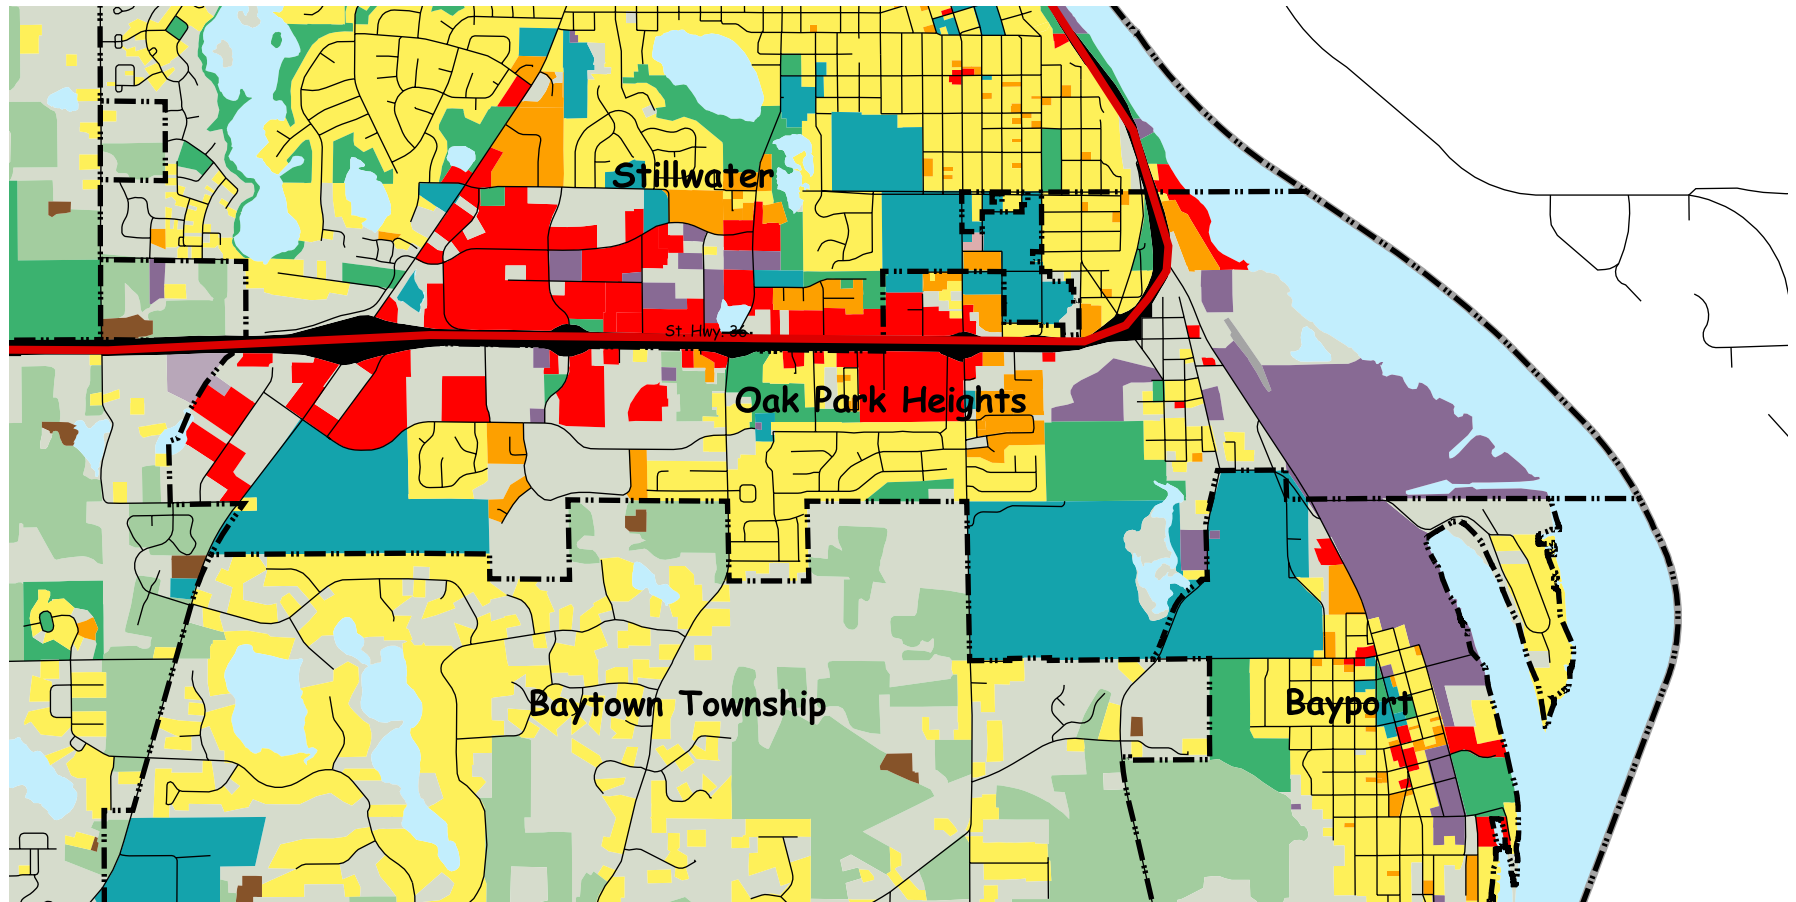 Stillwater
St. Hwy. 36
Oak Park Heights
Baytown Township
Bayport